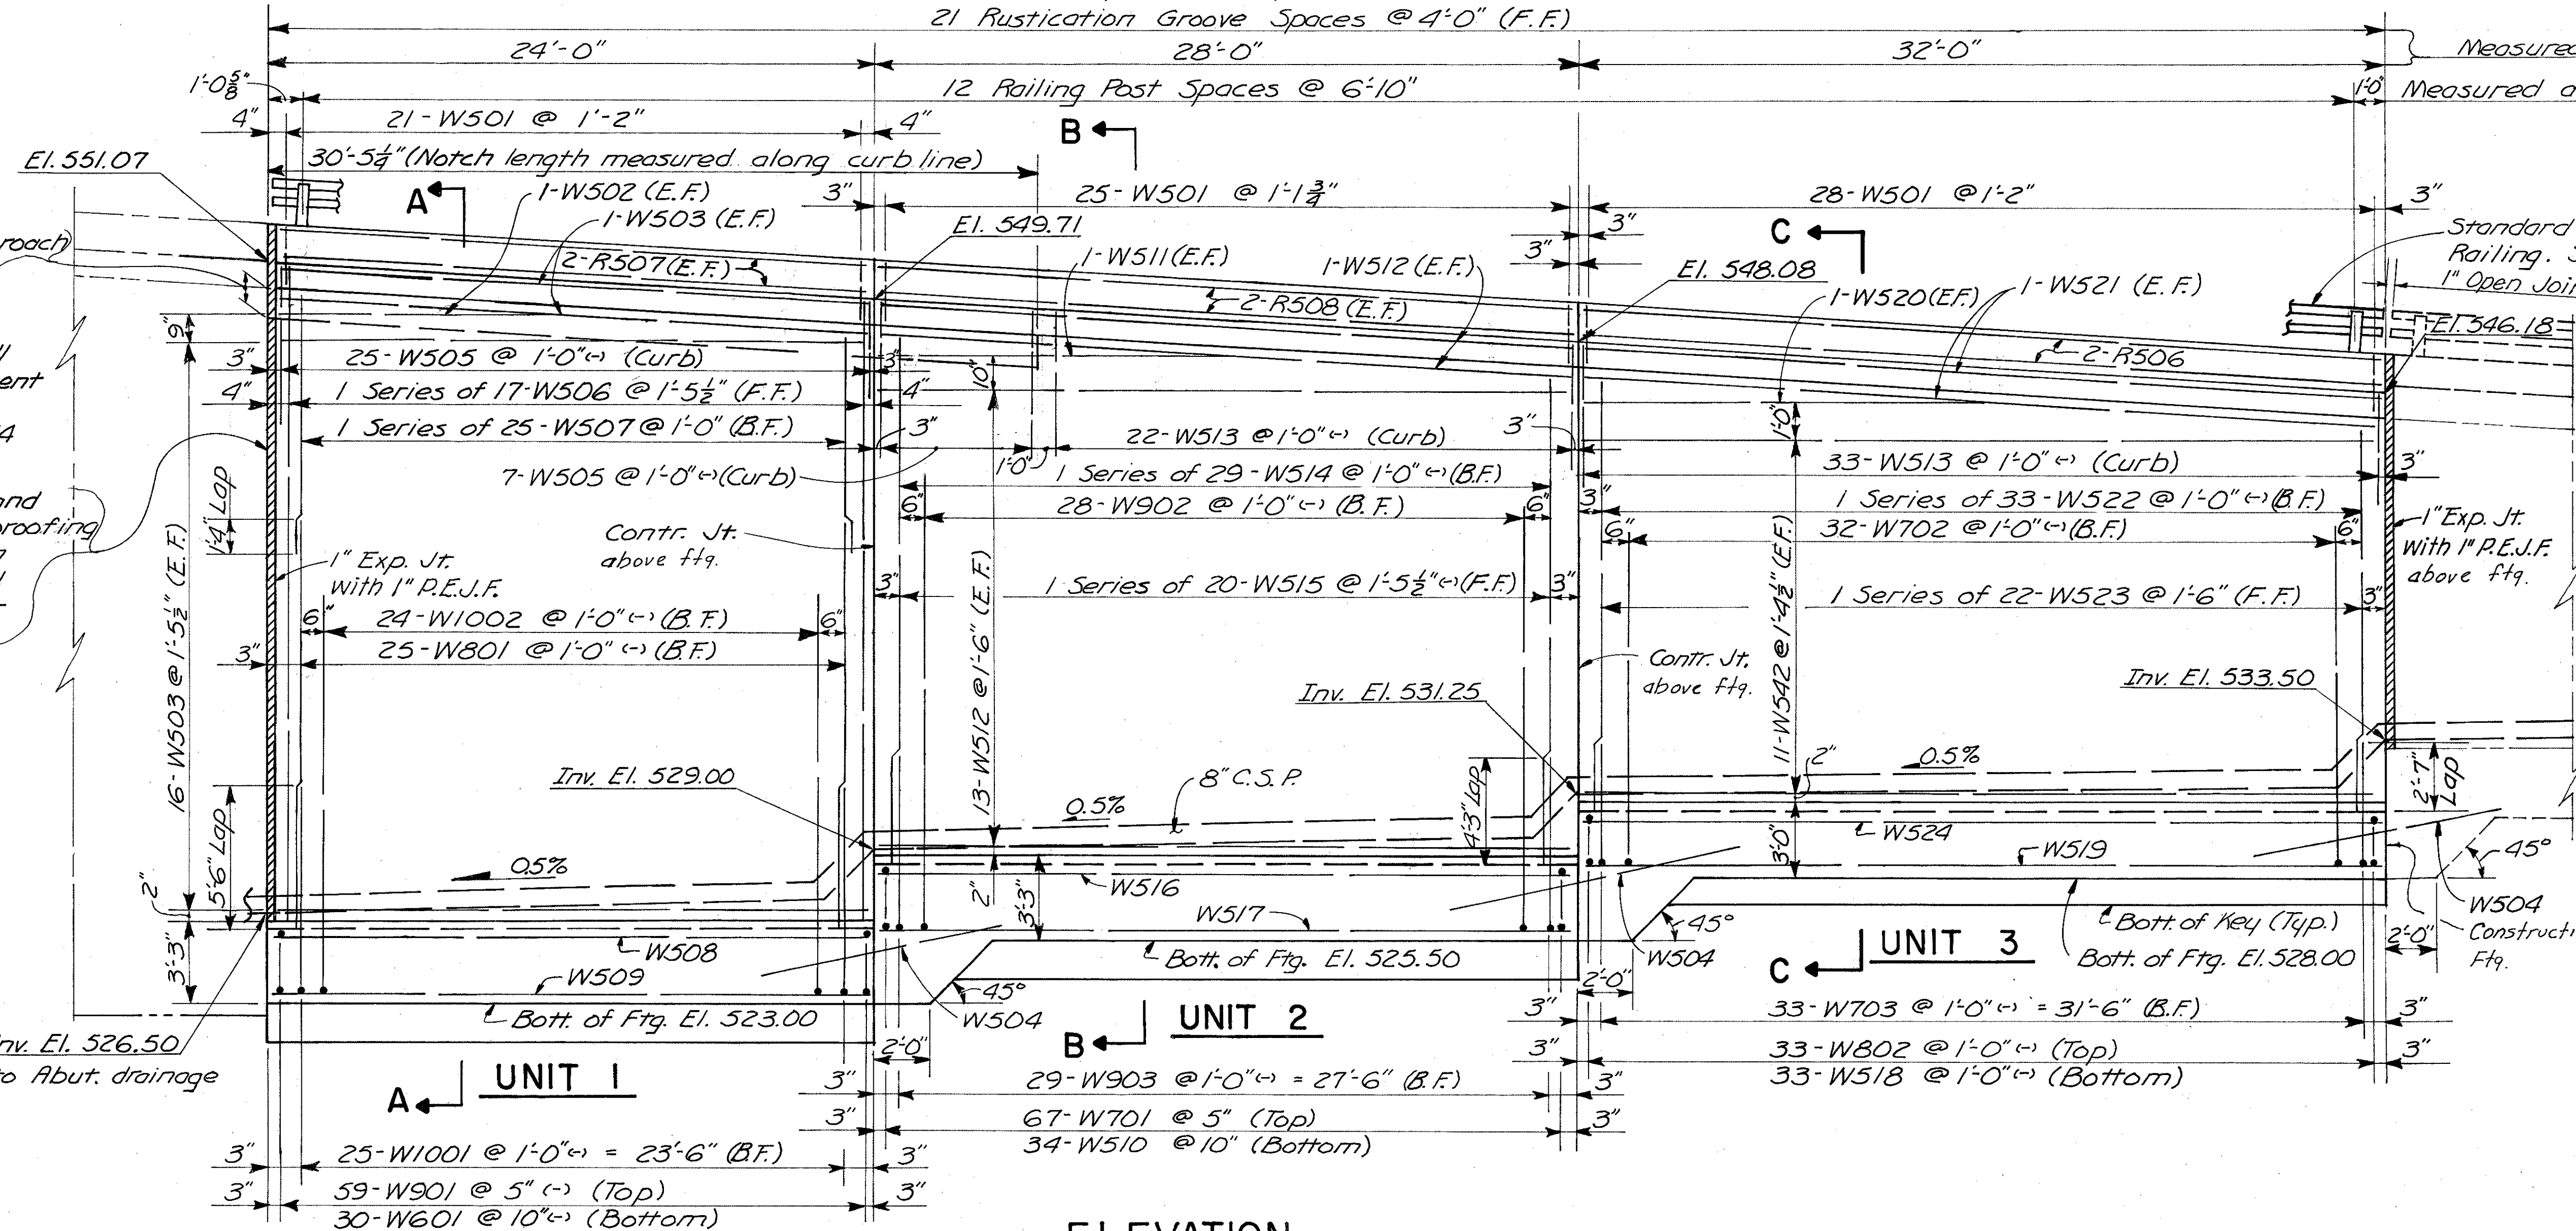 21 Rustication Groove Spaces @ 4'-0" (F.F.)
24'-0"
28'-0"
32'-0"
Measured
1'-0⅝"
12 Railing Post Spaces @ 6'-10"
1'-0"
Measured a
4"
21-W501 @ 1'-2"
4"
B
El. 551.07
30'-5¼" (Notch length measured along curb line)
A
1-W502 (E.F.)
3"
25-W501 @ 1'-1¾"
28-W501 @ 1'-2"
3"
1-W503 (E.F.)
El. 549.71
3"
C
Standard
Railing. S
1" Open Join
roach)
2-R507 (E.F.)
1-W511 (E.F.)
1-W512 (E.F.)
3"
El. 548.08
2-R508 (E.F.)
1-W520 (E.F.)
1-W521 (E.F.)
El. 546.18
2-R506
9"
3"
25-W505 @ 1'-0"(-) (Curb)
3"
10"
ent
4"
1 Series of 17-W506 @ 1'-5½" (F.F.)
4"
1'-0"
1 Series of 25-W507 @ 1'-0" (B.F.)
3"
22-W513 @ 1'-0"(-) (Curb)
3"
1'-0"
7-W505 @ 1'-0"(-) (Curb)
1 Series of 29-W514 @ 1'-0"(-) (B.F.)
33-W513 @ 1'-0"(-) (Curb)
3"
and
proofing
1'-4" Lap
6"
28-W902 @ 1'-0"(-) (B.F.)
6"
3"
1 Series of 33-W522 @ 1'-0"(-) (B.F.)
Contr. Jt.
above ftg.
6"
32-W702 @ 1'-0"(-) (B.F.)
6"
1" Exp. Jt.
with 1" P.E.J.F.
above ftg.
1" Exp. Jt.
with 1" P.E.J.F.
3"
1 Series of 20-W515 @ 1'-5½"(-) (F.F.)
3"
1 Series of 22-W523 @ 1'-6" (F.F.)
3"
6"
24-W1002 @ 1'-0"(-) (B.F.)
6"
3"
25-W801 @ 1'-0"(-) (B.F.)
16-W503 @ 1'-5½" (E.F.)
13-W512 @ 1'-6" (E.F.)
11-W542 @ 1'-4½" (E.F.)
Contr. Jt.
above ftg.
Inv. El. 531.25
Inv. El. 533.50
Inv. El. 529.00
8" C.S.P.
0.5%
0.5%
0.5%
2"
2'-7"
Lap
5'-6" Lap
4'-3" Lap
W524
3'-0"
W519
45°
2"
W516
2"
3'-3"
W517
W504
3'-3"
W508
W509
45°
Bott. of Ftg. El. 525.50
45°
W504
Bott. of Key (Typ.)
2'-0"
Constructi
Ftg.
C
UNIT 3
Bott. of Ftg. El. 528.00
Bott. of Ftg. El. 523.00
W504
2'-0"
Inv. El. 526.50
to Abut. drainage
2'-0"
B
UNIT 2
3"
33-W703 @ 1'-0"(-) = 31'-6" (B.F.)
3"
A
UNIT 1
3"
33-W802 @ 1'-0"(-) (Top)
33-W518 @ 1'-0"(-) (Bottom)
3"
3"
29-W903 @ 1'-0"(-) = 27'-6" (B.F.)
3"
3"
67-W701 @ 5" (Top)
34-W510 @ 10" (Bottom)
3"
3"
25-W1001 @ 1'-0"(-) = 23'-6" (B.F.)
3"
3"
59-W901 @ 5"(-) (Top)
30-W601 @ 10"(-) (Bottom)
3"
ELEVATION